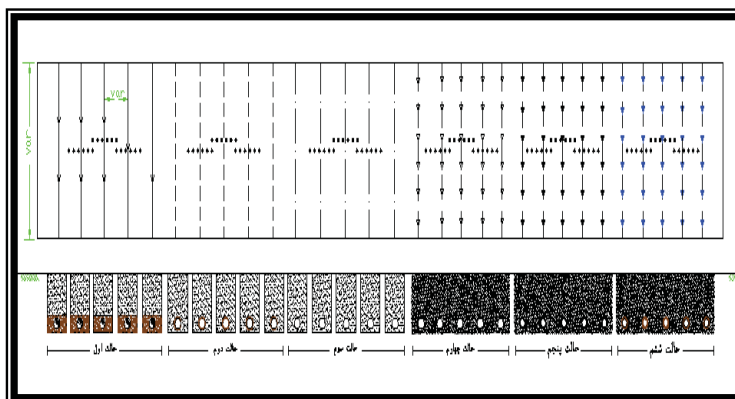 var
var
حالت اول
حالت دوم
حالت سوم
حالت چهارم
حالت پنجم
حالت ششم